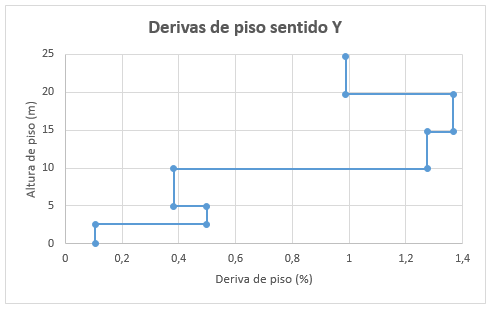 Derivas de piso sentido Y
Altura de piso (m)
25
20
15
10
5
0
0 0,2 0,4 0,6 0,8 1 1,2 1,4
Deriva de piso (%)